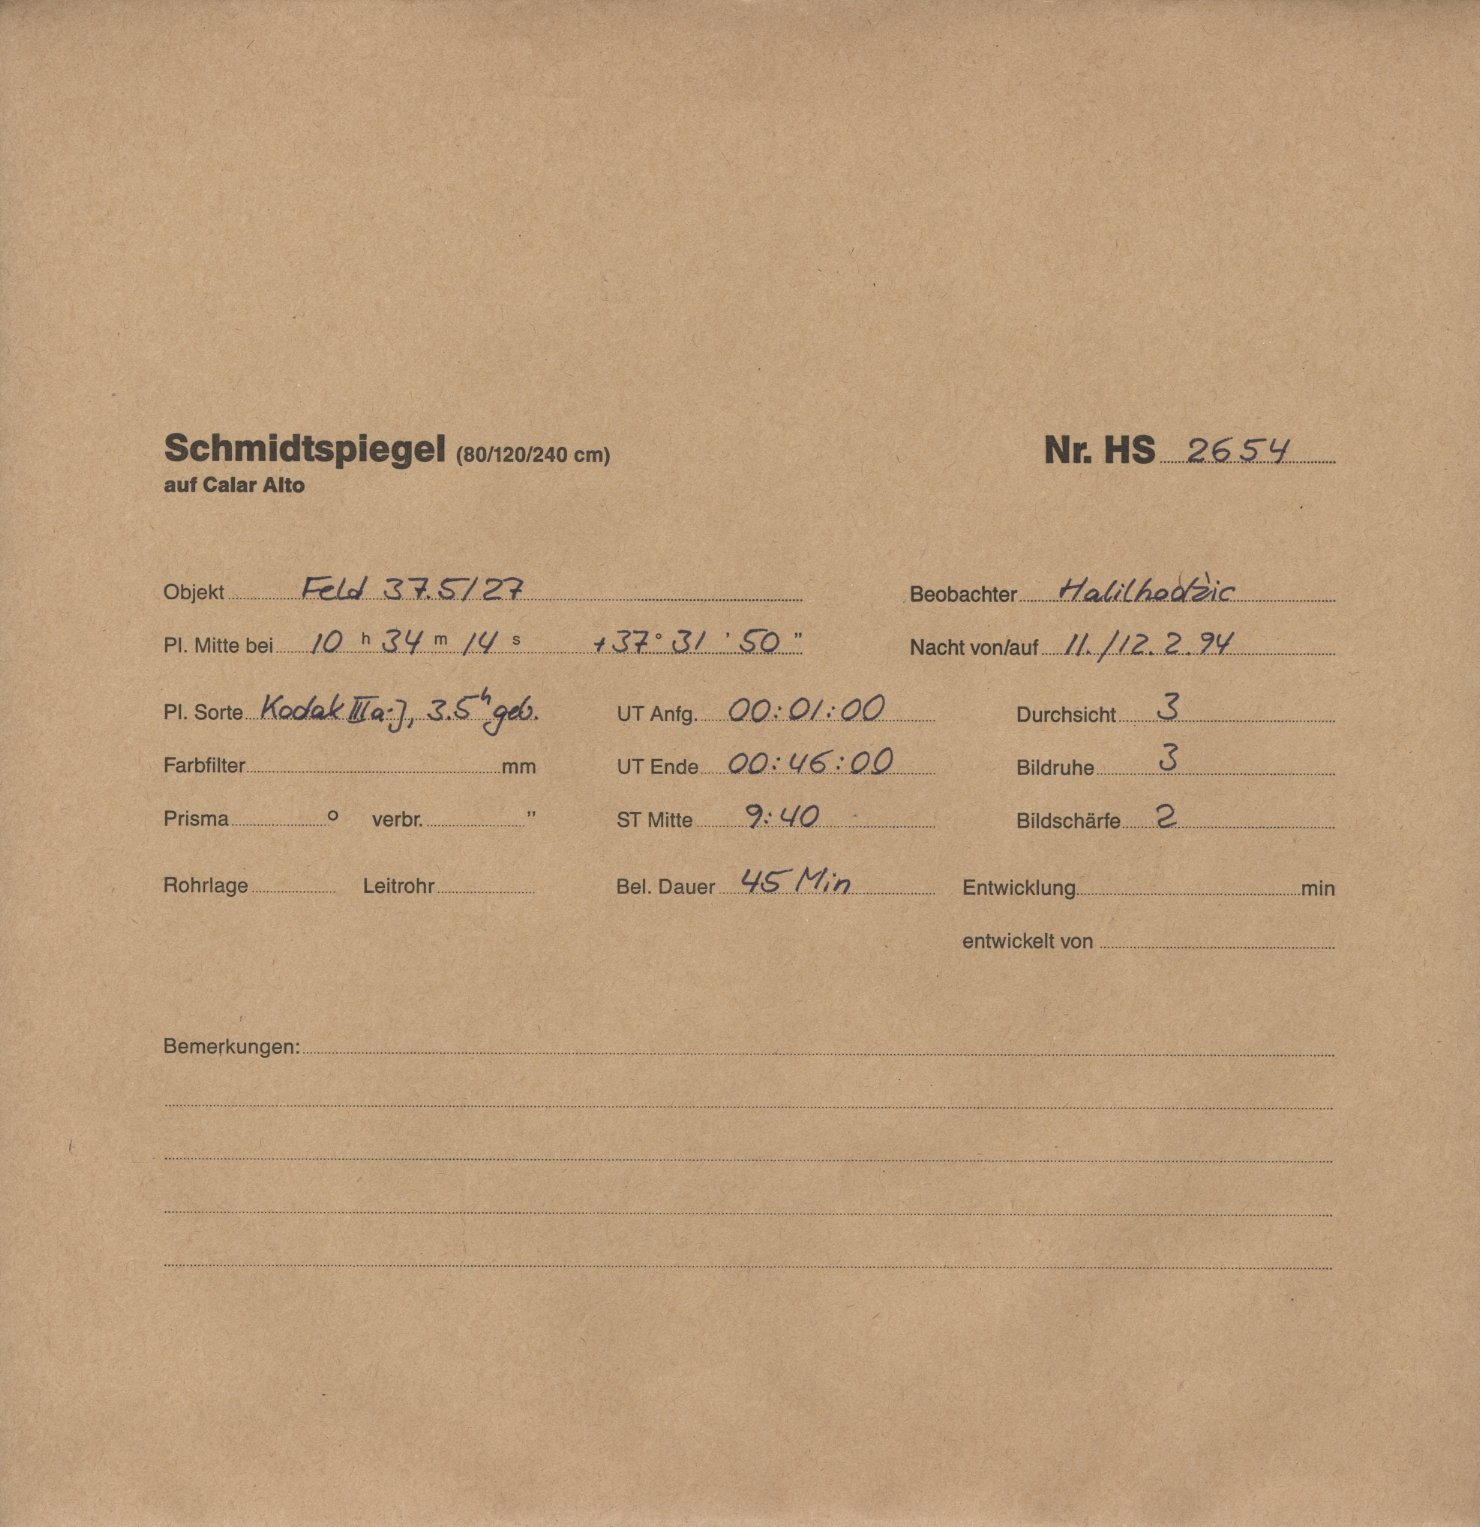 Schmidtspiegel (80/120/240 cm) Nr. HS 2654
auf Calar Alto
Objekt Feld 37.5/27 Beobachter Halilhodžic
Pl. Mitte bei 10 h 34 m 14 s +37° 31 ' 50 " Nacht von/auf 11./12.2.94
Pl. Sorte Kodak IIIa-J, 3.5h geb. UT Anfg. 00:01:00 Durchsicht 3
Farbfilter mm UT Ende 00:46:00 Bildruhe 3
Prisma ° verbr. " ST Mitte 9:40 Bildschärfe 2
Rohrlage Leitrohr Bel. Dauer 45 Min Entwicklung min
entwickelt von
Bemerkungen: